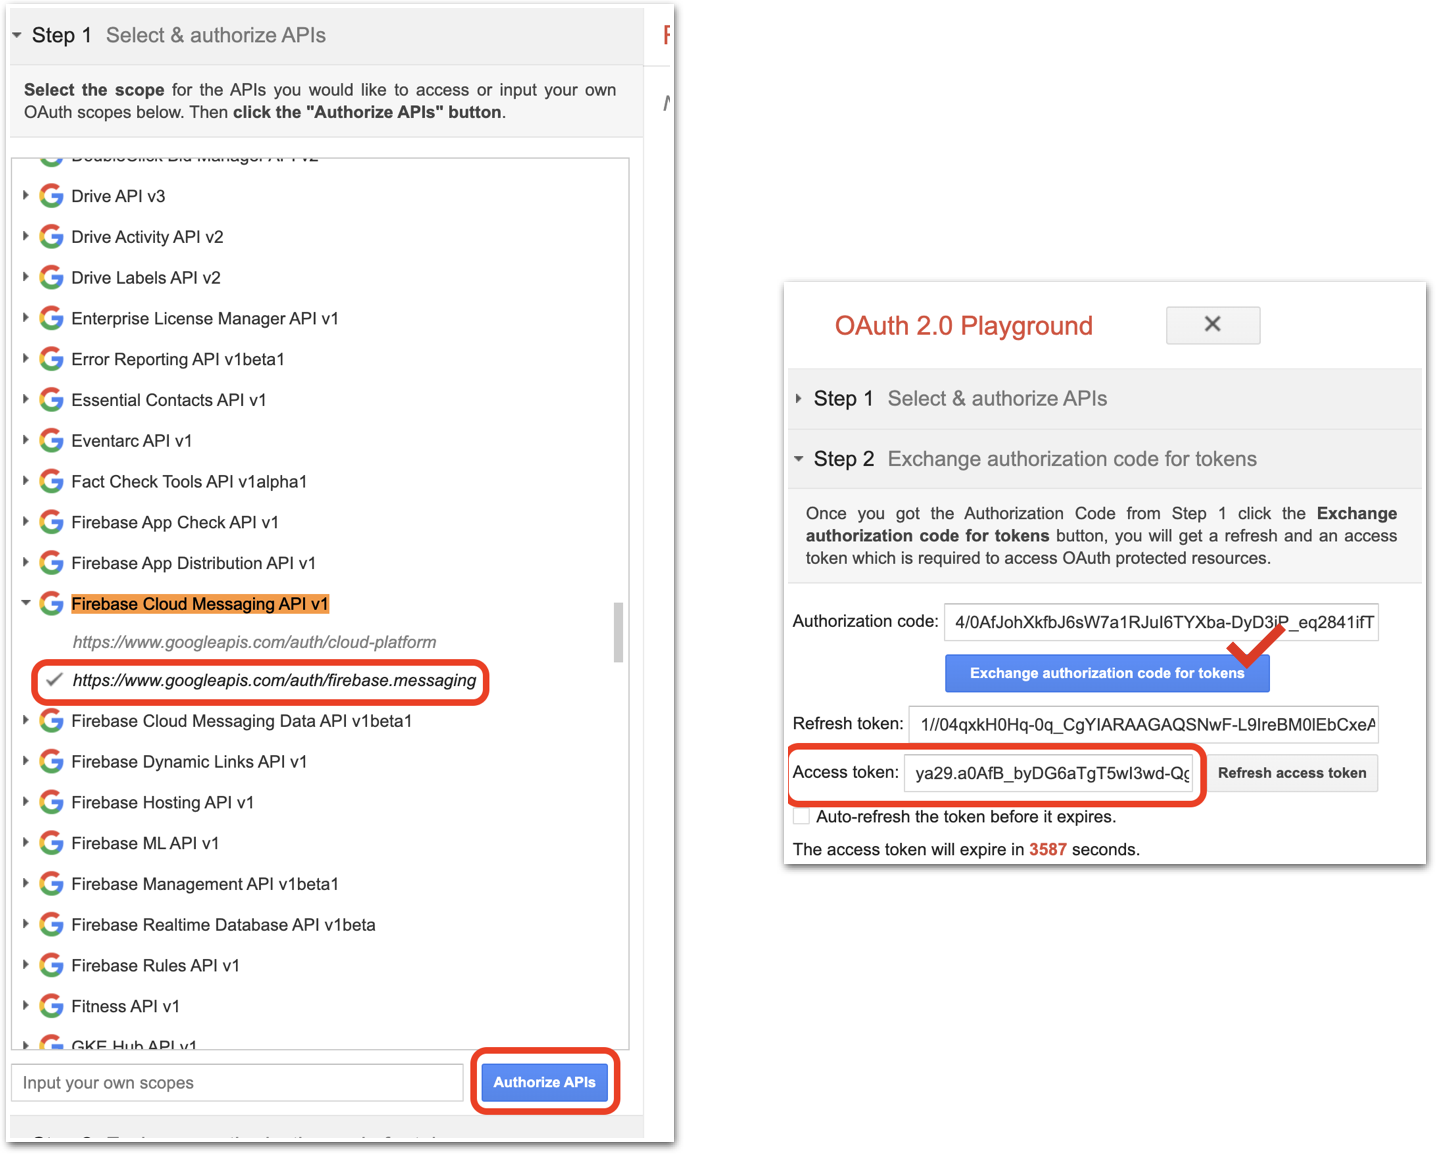 Step 1 Select & authorize APIs
Select the scope for the APIs you would like to access or input your own
OAuth scopes below. Then click the "Authorize APIs" button.
Drive API v3
Drive Activity API v2
Drive Labels API v2
Enterprise License Manager API v1
Error Reporting API v1beta1
Essential Contacts API v1
Eventarc API v1
Fact Check Tools API v1alpha1
Firebase App Check API v1
Firebase App Distribution API v1
Firebase Cloud Messaging API v1
https://www.googleapis.com/auth/cloud-platform
https://www.googleapis.com/auth/firebase.messaging
Firebase Cloud Messaging Data API v1beta1
Firebase Dynamic Links API v1
Firebase Hosting API v1
Firebase ML API v1
Firebase Management API v1beta1
Firebase Realtime Database API v1beta
Firebase Rules API v1
Fitness API v1
GKE Hub API v1
Input your own scopes
Authorize APIs
OAuth 2.0 Playground
Step 1 Select & authorize APIs
Step 2 Exchange authorization code for tokens
Once you got the Authorization Code from Step 1 click the Exchange
authorization code for tokens button, you will get a refresh and an access
token which is required to access OAuth protected resources.
Authorization code: 4/0AfJohXkfbJ6sW7a1RJuI6TYXba-DyD3iP_eq2841ifT
Exchange authorization code for tokens
Refresh token: 1//04qxkH0Hq-0q_CgYIARAAGAQSNwF-L9IreBM0lEbCxeA
Access token: ya29.a0AfB_byDG6aTgT5wI3wd-Qg
Refresh access token
Auto-refresh the token before it expires.
The access token will expire in 3587 seconds.